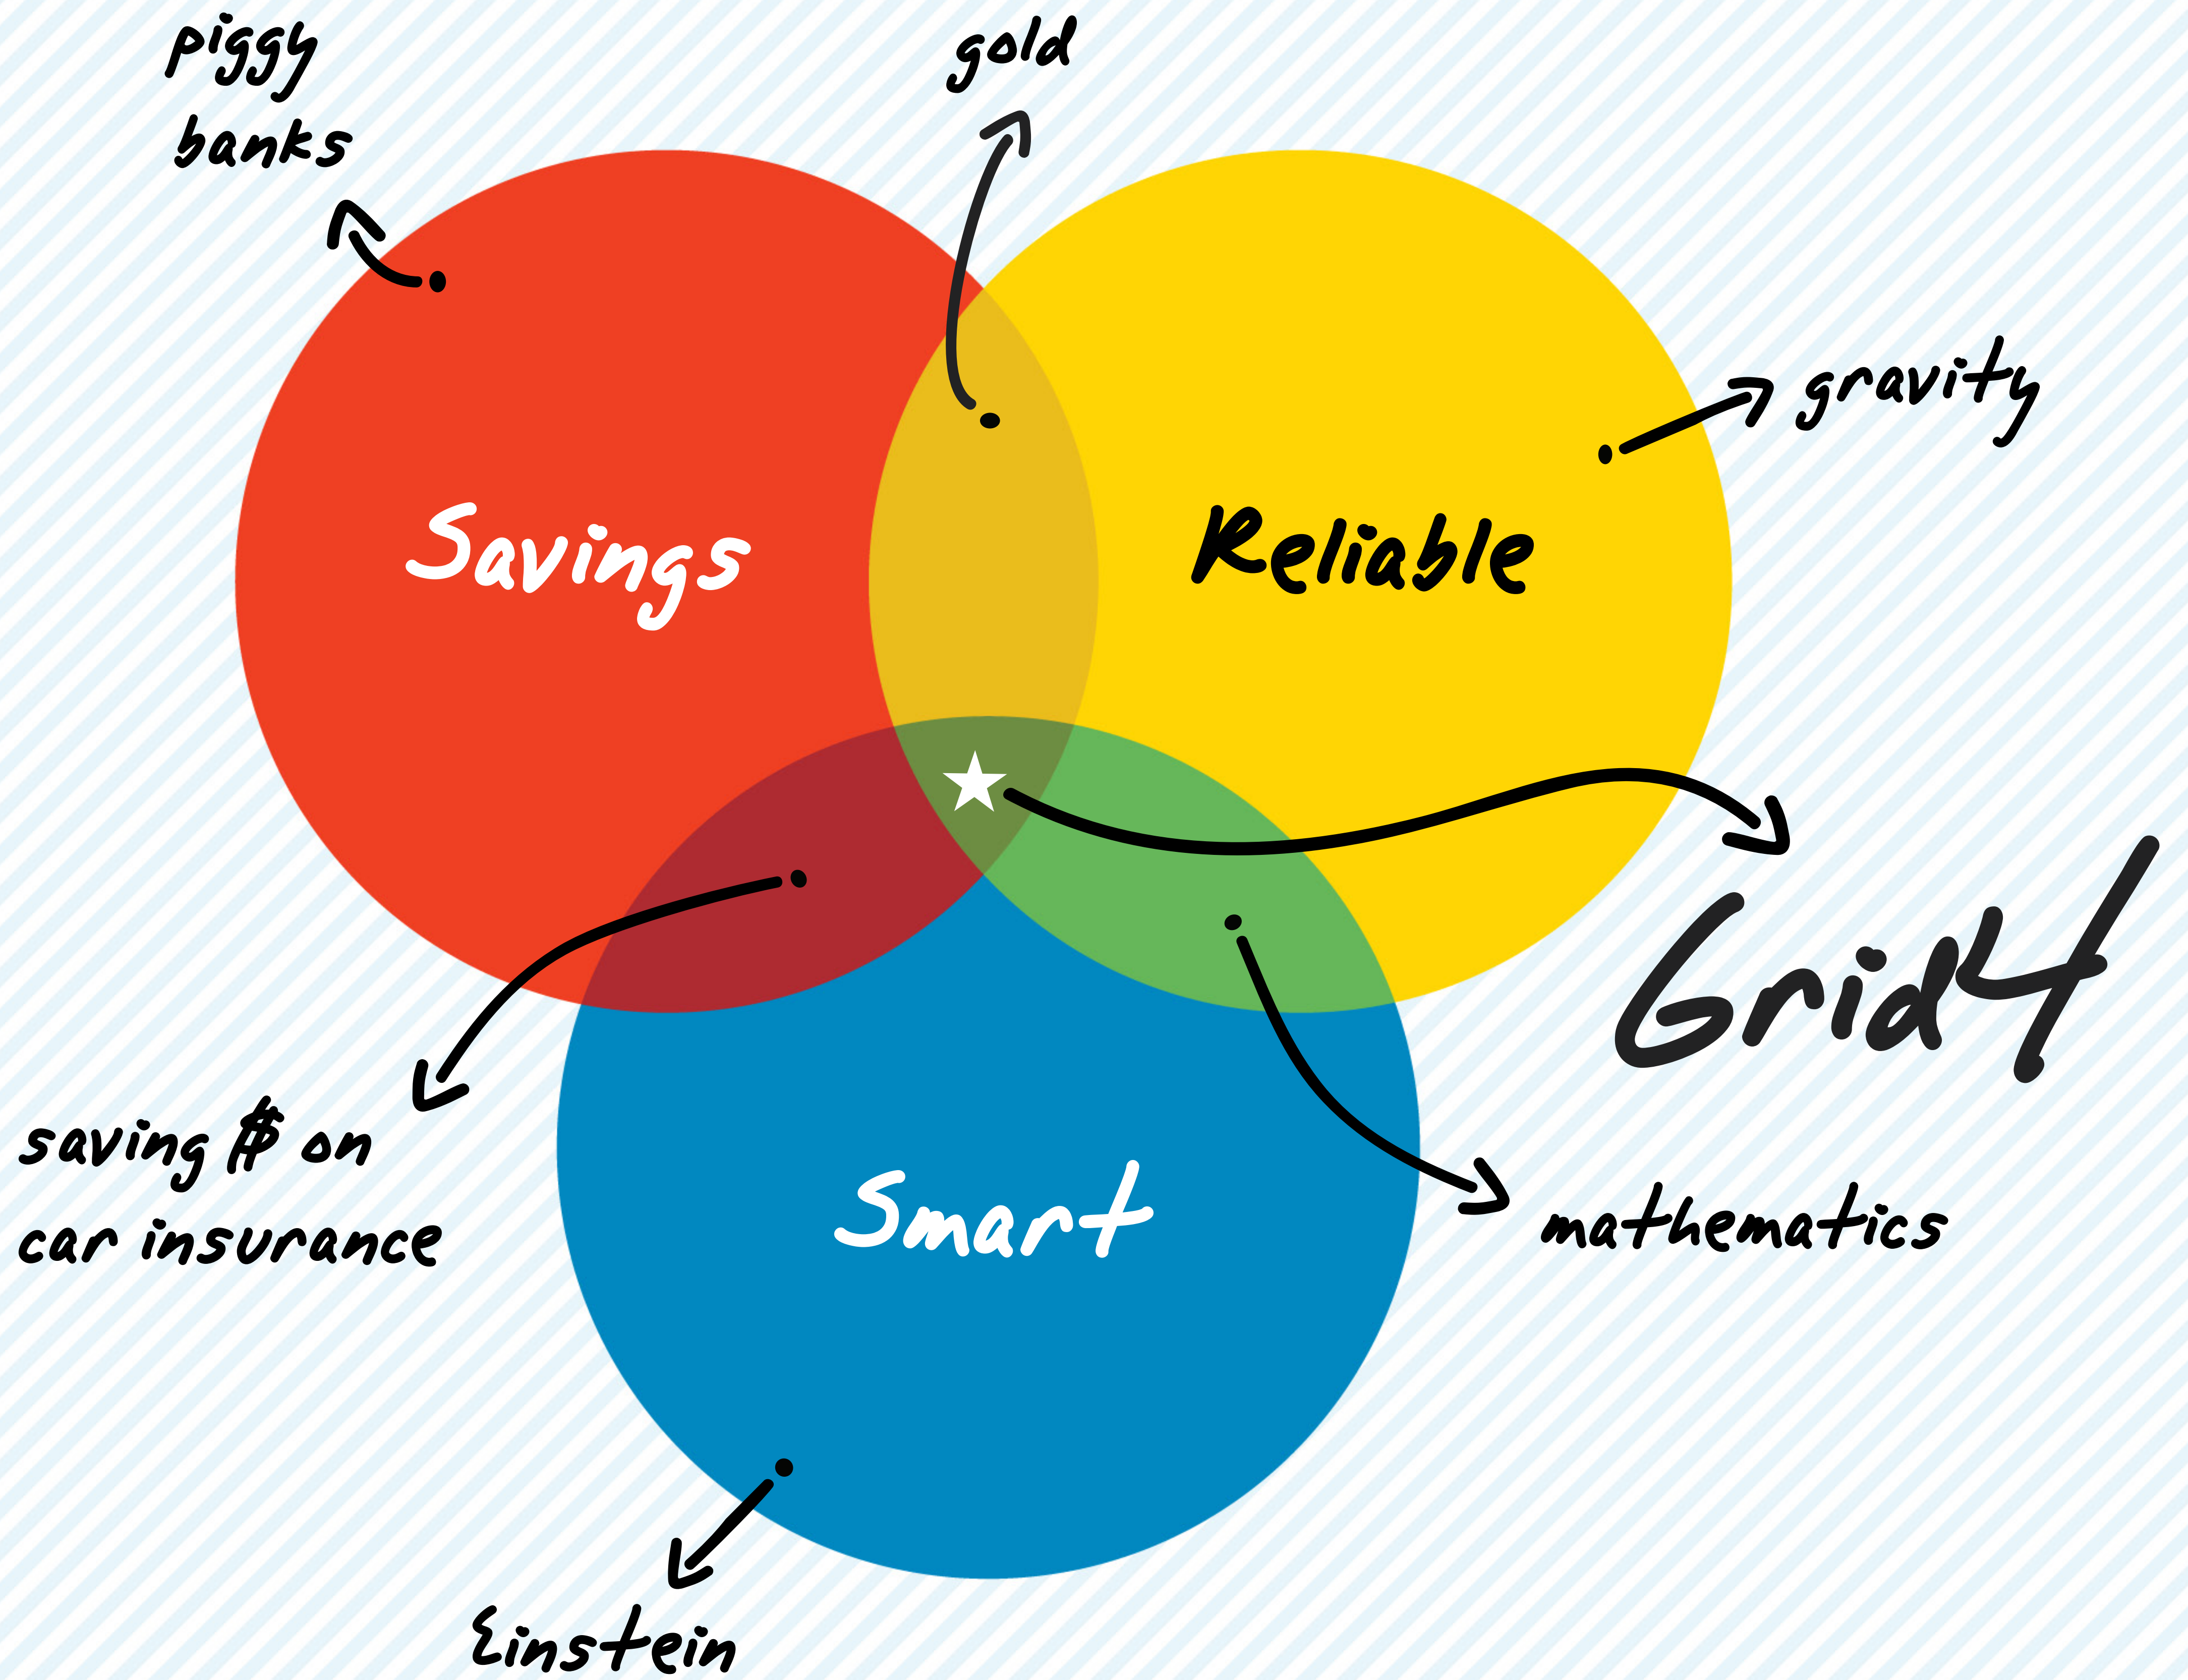 piggy
banks
gold
gravity
Savings
Reliable
Grid4
saving $ on
car insurance
Smart
mathematics
Einstein